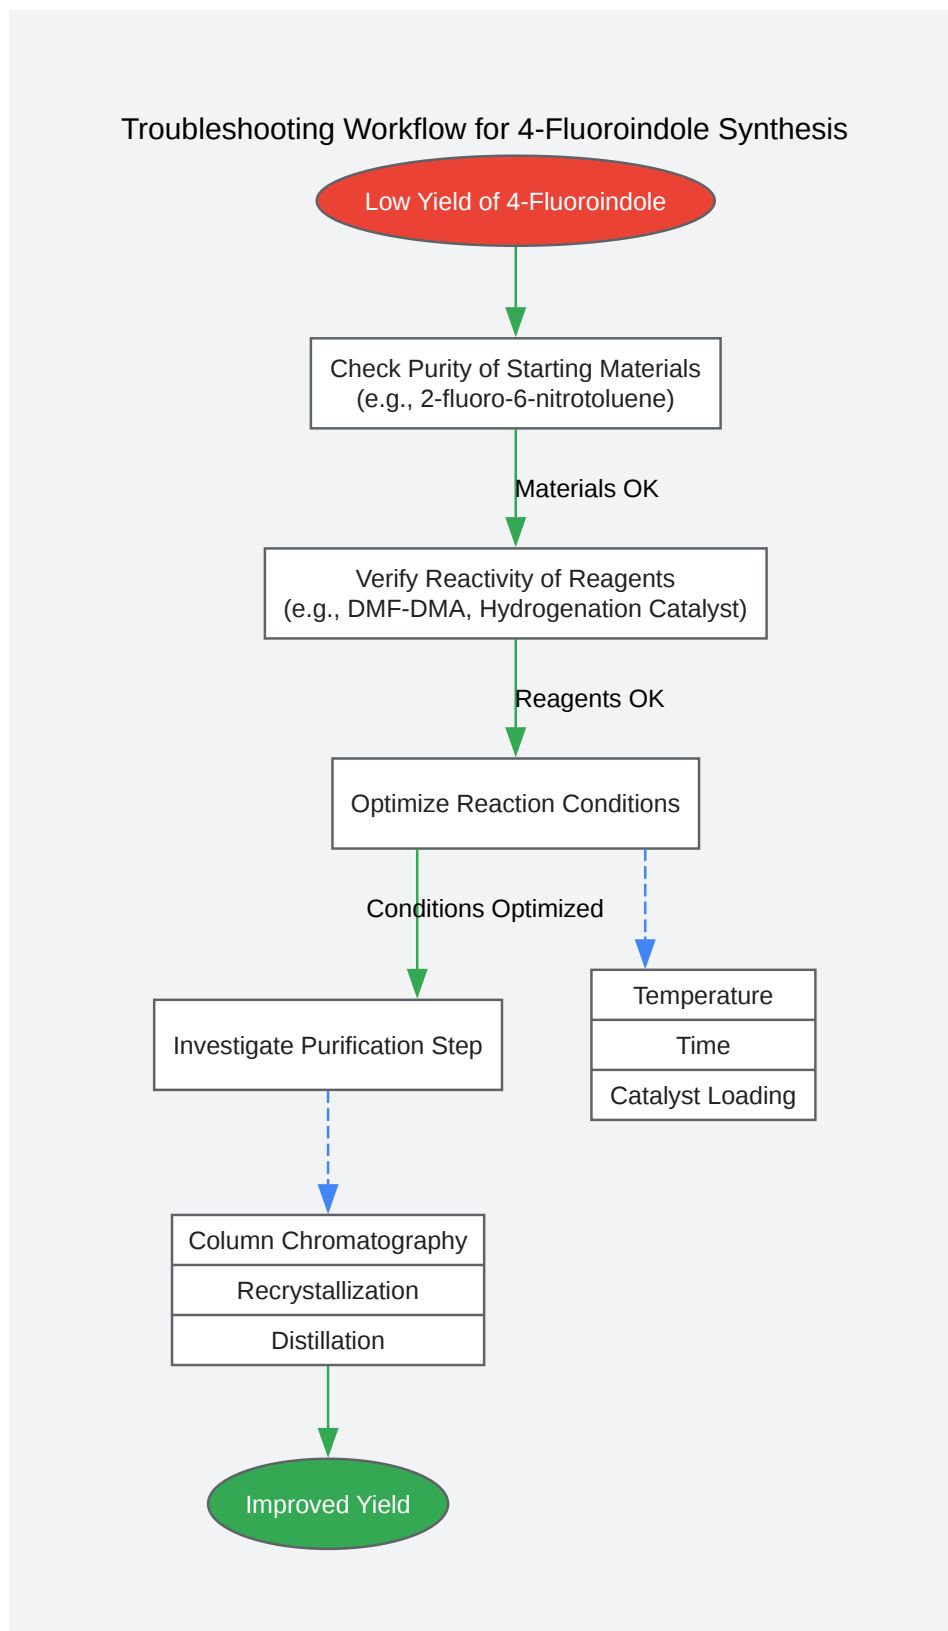 Troubleshooting Workflow for 4-Fluoroindole Synthesis
Low Yield of 4-Fluoroindole
Check Purity of Starting Materials
(e.g., 2-fluoro-6-nitrotoluene)
Materials OK
Verify Reactivity of Reagents
(e.g., DMF-DMA, Hydrogenation Catalyst)
Reagents OK
Optimize Reaction Conditions
Conditions Optimized
Temperature
Time
Catalyst Loading
Investigate Purification Step
Column Chromatography
Recrystallization
Distillation
Improved Yield